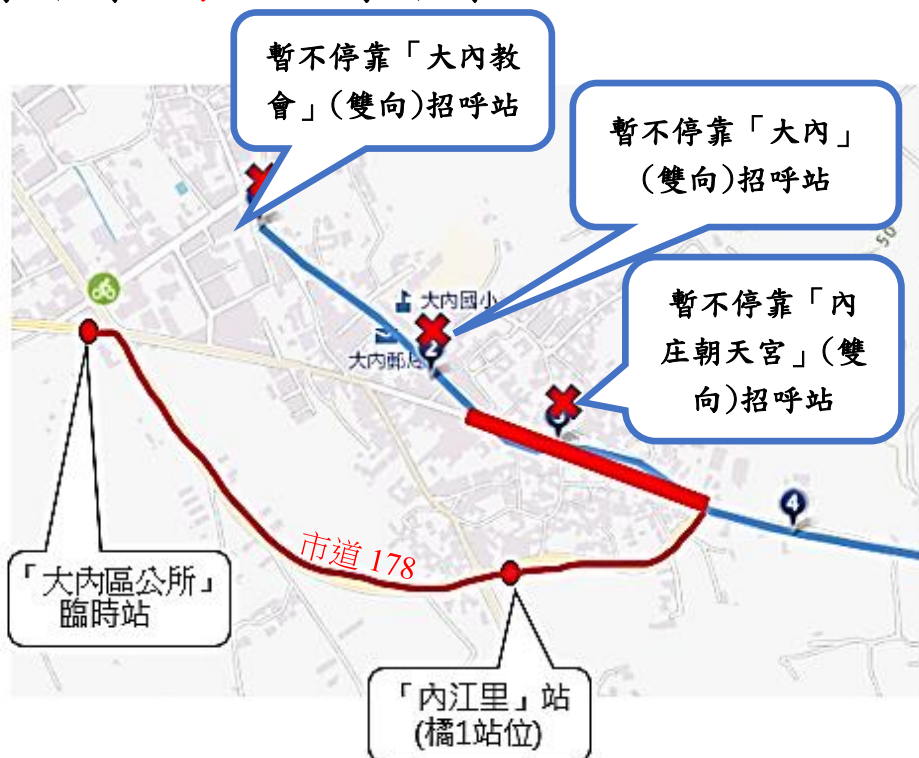 暫不停靠「大內教
會」(雙向)招呼站
暫不停靠「大內」
(雙向)招呼站
50
大內國小
2
大內郵局
暫不停靠「內
庄朝天宮」(雙
向)招呼站
4
市道 178
「大內區公所」
臨時站
「內江里」站
(橘1站位)